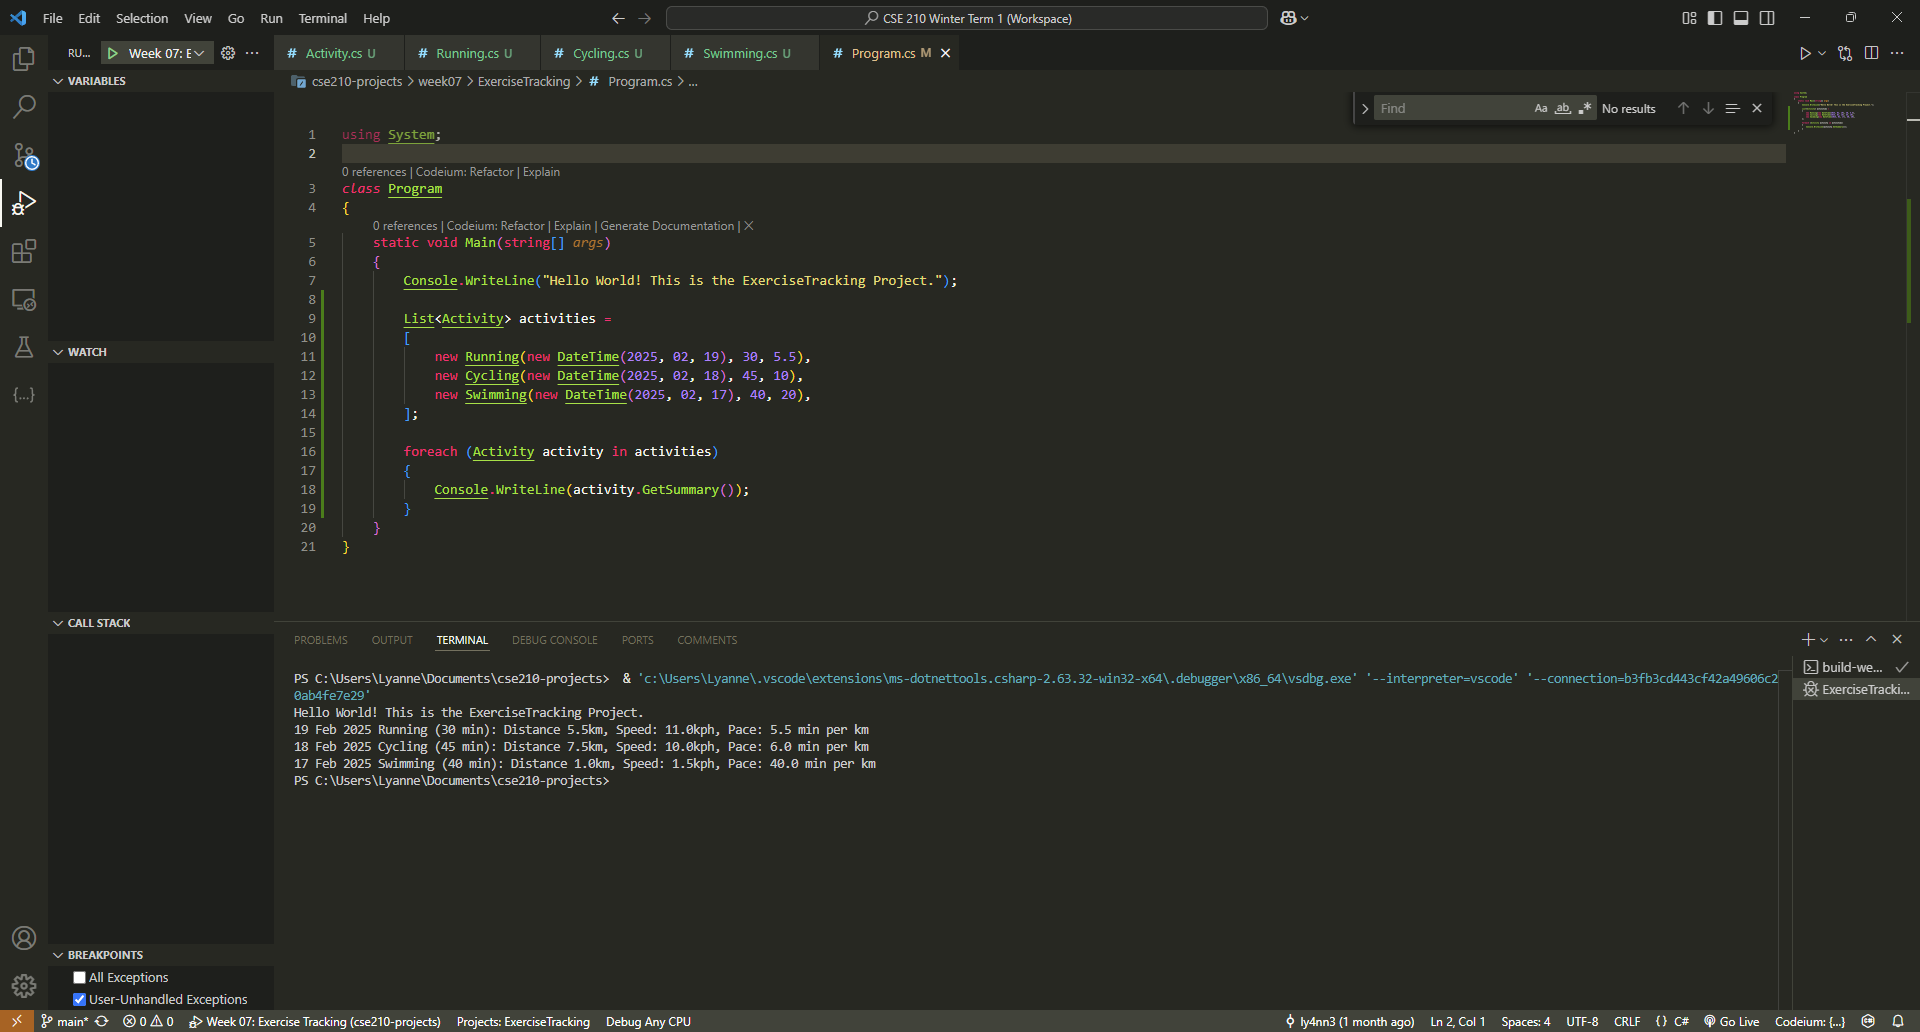 File Edit Selection View Go Run Terminal Help
CSE 210 Winter Term 1 (Workspace)
RU... Week 07: E
Activity.cs U
Running.cs U
Cycling.cs U
Swimming.cs U
Program.cs M
cse210-projects > week07 > ExerciseTracking > # Program.cs > ...
VARIABLES
WATCH
CALL STACK
BREAKPOINTS
All Exceptions
User-Unhandled Exceptions
Find Aa ab No results
1 using System;
2
0 references | Codeium: Refactor | Explain
3 class Program
4 {
0 references | Codeium: Refactor | Explain | Generate Documentation | X
5 static void Main(string[] args)
6 {
7 Console.WriteLine("Hello World! This is the ExerciseTracking Project.");
8
9 List<Activity> activities =
10 [
11 new Running(new DateTime(2025, 02, 19), 30, 5.5),
12 new Cycling(new DateTime(2025, 02, 18), 45, 10),
13 new Swimming(new DateTime(2025, 02, 17), 40, 20),
14 ];
15
16 foreach (Activity activity in activities)
17 {
18 Console.WriteLine(activity.GetSummary());
19 }
20 }
21 }
PROBLEMS OUTPUT TERMINAL DEBUG CONSOLE PORTS COMMENTS
PS C:\Users\Lyanne\Documents\cse210-projects> & 'c:\Users\Lyanne\.vscode\extensions\ms-dotnettools.csharp-2.63.32-win32-x64\.debugger\x86_64\vsdbg.exe' '--interpreter=vscode' '--connection=b3fb3cd443cf42a49606c2
0ab4fe7e29'
Hello World! This is the ExerciseTracking Project.
19 Feb 2025 Running (30 min): Distance 5.5km, Speed: 11.0kph, Pace: 5.5 min per km
18 Feb 2025 Cycling (45 min): Distance 7.5km, Speed: 10.0kph, Pace: 6.0 min per km
17 Feb 2025 Swimming (40 min): Distance 1.0km, Speed: 1.5kph, Pace: 40.0 min per km
PS C:\Users\Lyanne\Documents\cse210-projects>
build-we...
ExerciseTracki...
main* 0 0 Week 07: Exercise Tracking (cse210-projects) Projects: ExerciseTracking Debug Any CPU
ly4nn3 (1 month ago) Ln 2, Col 1 Spaces: 4 UTF-8 CRLF { } C# Go Live Codeium: {...}